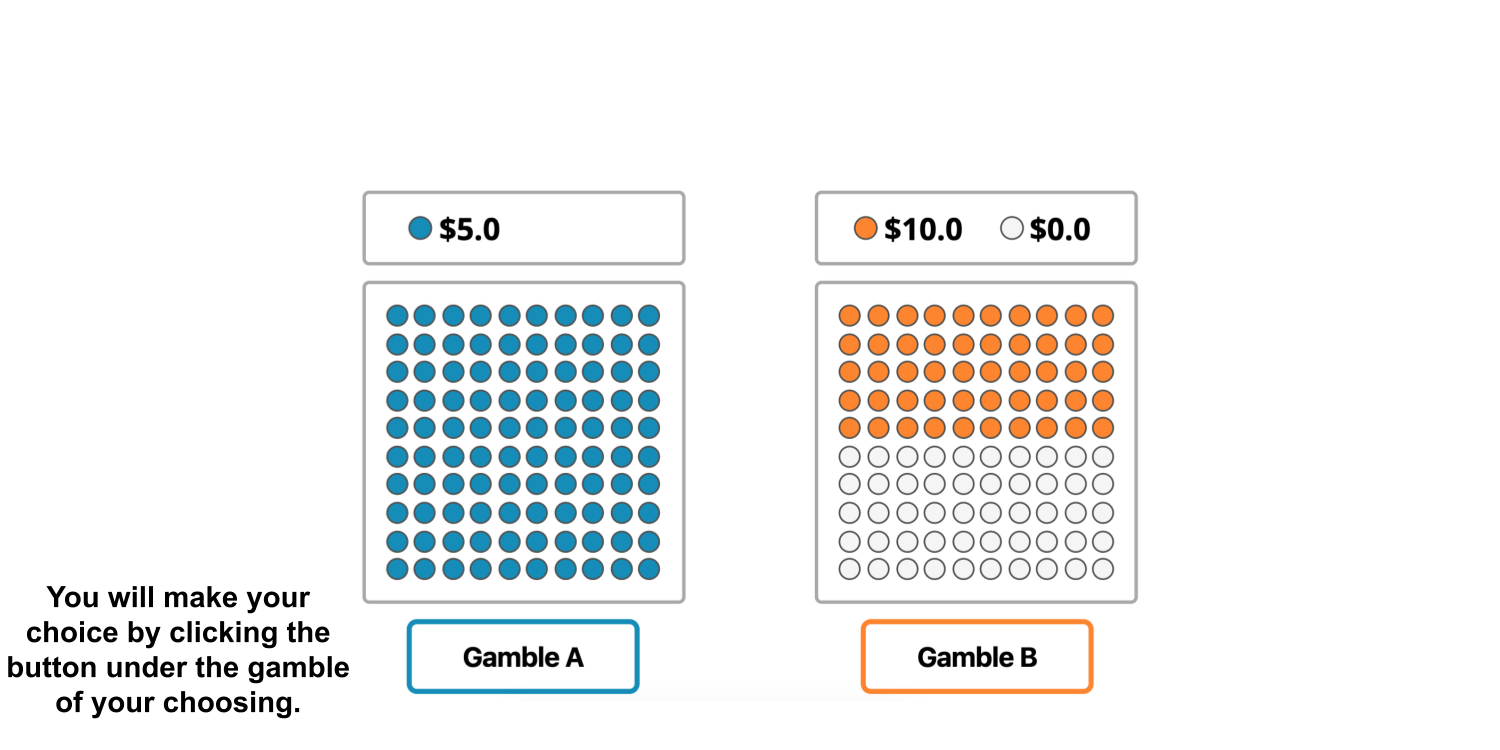 $5.0
$10.0 $0.0
You will make your
choice by clicking the
button under the gamble
of your choosing.
Gamble A
Gamble B